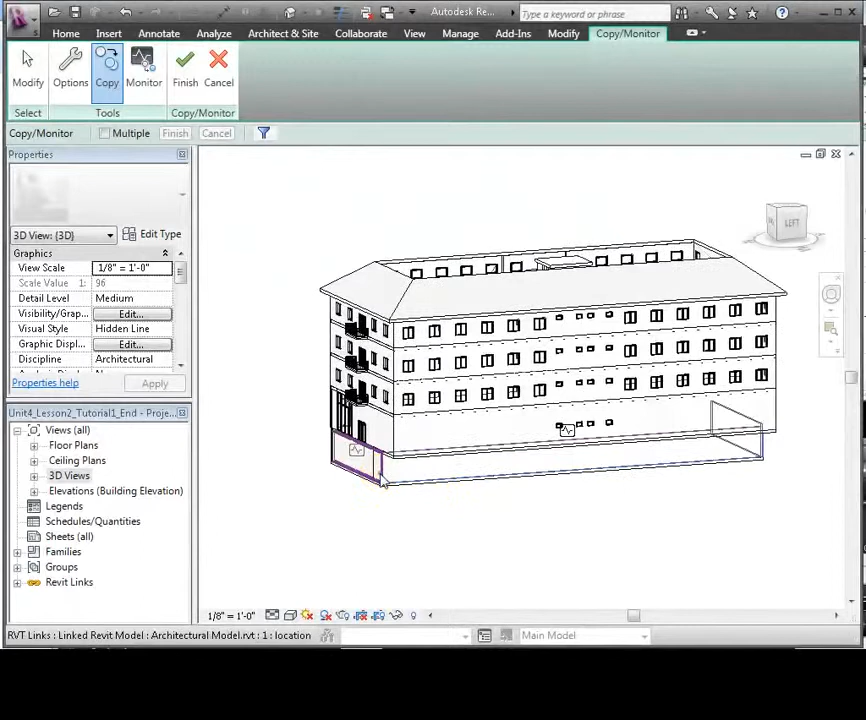 Autodesk Re...
Type a keyword or phrase
Home Insert Annotate Analyze Architect & Site Collaborate View Manage Add-Ins Modify Copy/Monitor
Modify Options Copy Monitor Finish Cancel
Select Tools Copy/Monitor
Copy/Monitor Multiple Finish Cancel
Properties
3D View: {3D} Edit Type
Graphics
View Scale 1/8" = 1'-0"
Scale Value 1: 96
Detail Level Medium
Visibility/Grap... Edit...
Visual Style Hidden Line
Graphic Displ... Edit...
Discipline Architectural
Properties help Apply
LEFT
Unit4_Lesson2_Tutorial1_End - Proje...
Views (all)
Floor Plans
Ceiling Plans
3D Views
Elevations (Building Elevation)
Legends
Schedules/Quantities
Sheets (all)
Families
Groups
Revit Links
1/8" = 1'-0"
RVT Links : Linked Revit Model : Architectural Model.rvt : 1 : location
Main Model